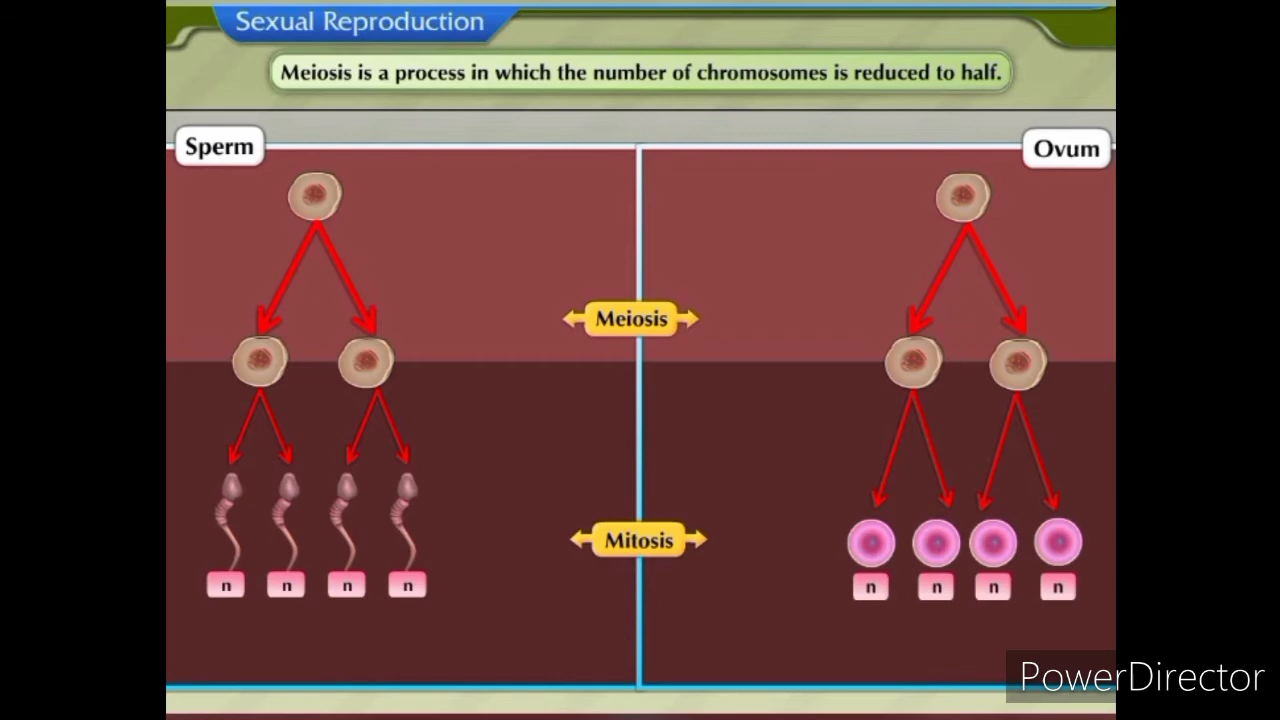 Sexual Reproduction
Meiosis is a process in which the number of chromosomes is reduced to half.
Sperm
Ovum
Meiosis
Mitosis
n n n n
n n n n
PowerDirector